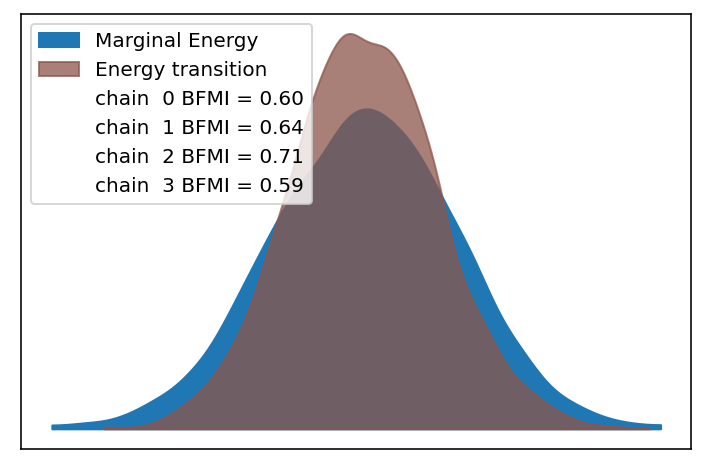 Marginal Energy
Energy transition
chain  0 BFMI = 0.60
chain  1 BFMI = 0.64
chain  2 BFMI = 0.71
chain  3 BFMI = 0.59